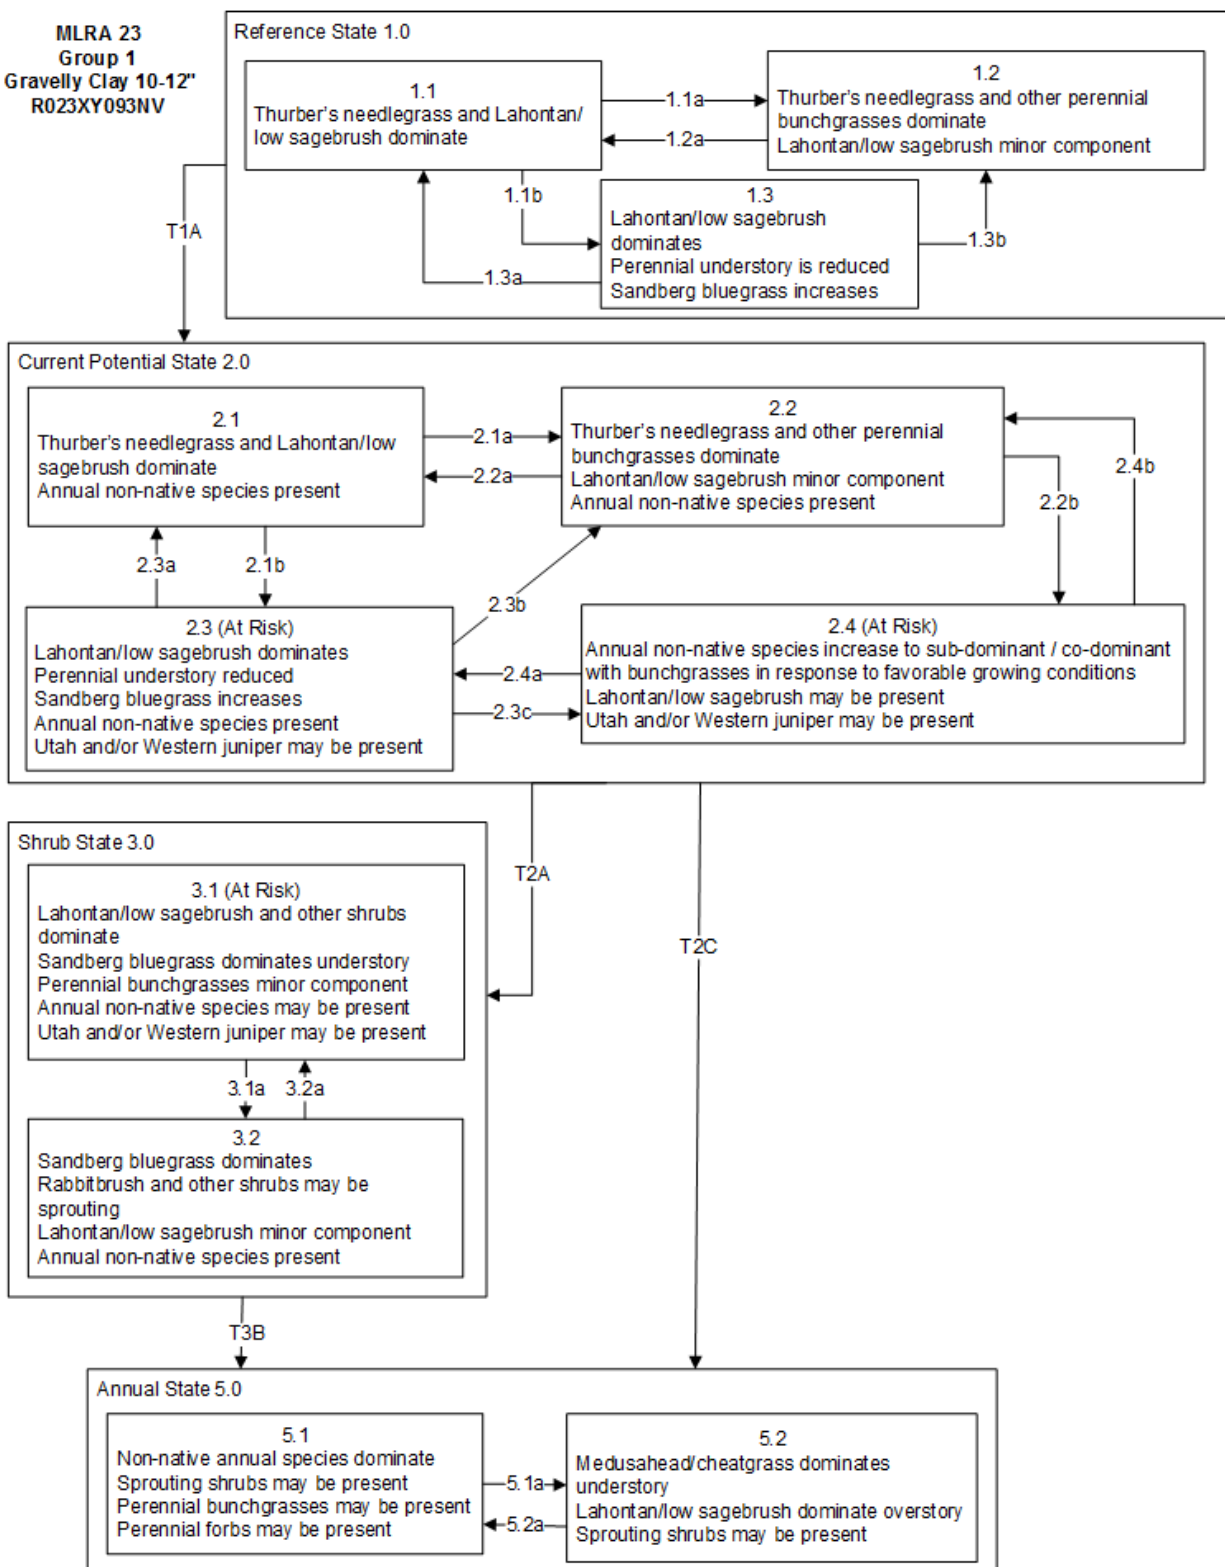 MLRA 23
Group 1
Gravelly Clay 10-12"
R023XY093NV
Reference State 1.0
1.1
Thurber's needlegrass and Lahontan/
low sagebrush dominate
1.1a
1.2a
1.2
Thurber's needlegrass and other perennial
bunchgrasses dominate
Lahontan/low sagebrush minor component
1.1b
1.3a
1.3
Lahontan/low sagebrush
dominates
Perennial understory is reduced
Sandberg bluegrass increases
1.3b
T1A
Current Potential State 2.0
2.1
Thurber's needlegrass and Lahontan/low
sagebrush dominate
Annual non-native species present
2.1a
2.2a
2.2
Thurber's needlegrass and other perennial
bunchgrasses dominate
Lahontan/low sagebrush minor component
Annual non-native species present
2.4b
2.2b
2.3a
2.1b
2.3b
2.3 (At Risk)
Lahontan/low sagebrush dominates
Perennial understory reduced
Sandberg bluegrass increases
Annual non-native species present
Utah and/or Western juniper may be present
2.4a
2.3c
2.4 (At Risk)
Annual non-native species increase to sub-dominant / co-dominant
with bunchgrasses in response to favorable growing conditions
Lahontan/low sagebrush may be present
Utah and/or Western juniper may be present
T2A
T2C
Shrub State 3.0
3.1 (At Risk)
Lahontan/low sagebrush and other shrubs
dominate
Sandberg bluegrass dominates understory
Perennial bunchgrasses minor component
Annual non-native species may be present
Utah and/or Western juniper may be present
3.1a
3.2a
3.2
Sandberg bluegrass dominates
Rabbitbrush and other shrubs may be
sprouting
Lahontan/low sagebrush minor component
Annual non-native species present
T3B
Annual State 5.0
5.1
Non-native annual species dominate
Sprouting shrubs may be present
Perennial bunchgrasses may be present
Perennial forbs may be present
5.1a
5.2a
5.2
Medusahead/cheatgrass dominates
understory
Lahontan/low sagebrush dominate overstory
Sprouting shrubs may be present